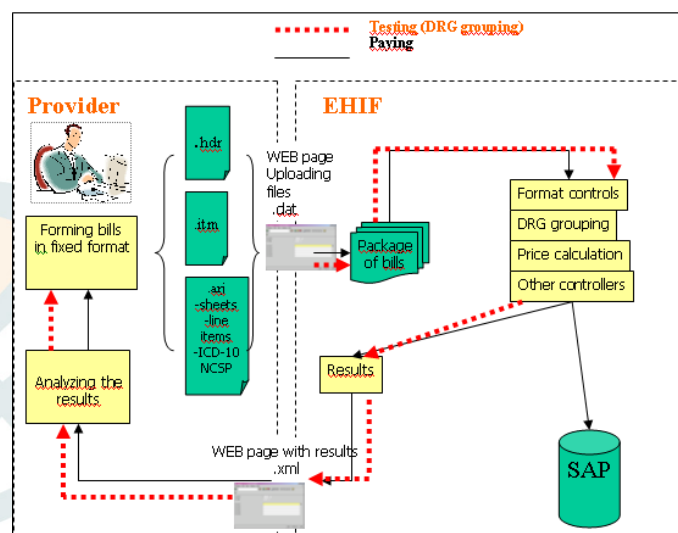 Testing (DRG grouping)
Paying
Provider
EHIF
.hdr
.itm
.arj
-sheets
-line
items
-ICD-10
NCSP
WEB page
Uploading
files
.dat
Forming bills
in fixed format
Package
of bills
Format controls
DRG grouping
Price calculation
Other controllers
Analyzing the
results
Results
WEB page with results
.xml
SAP